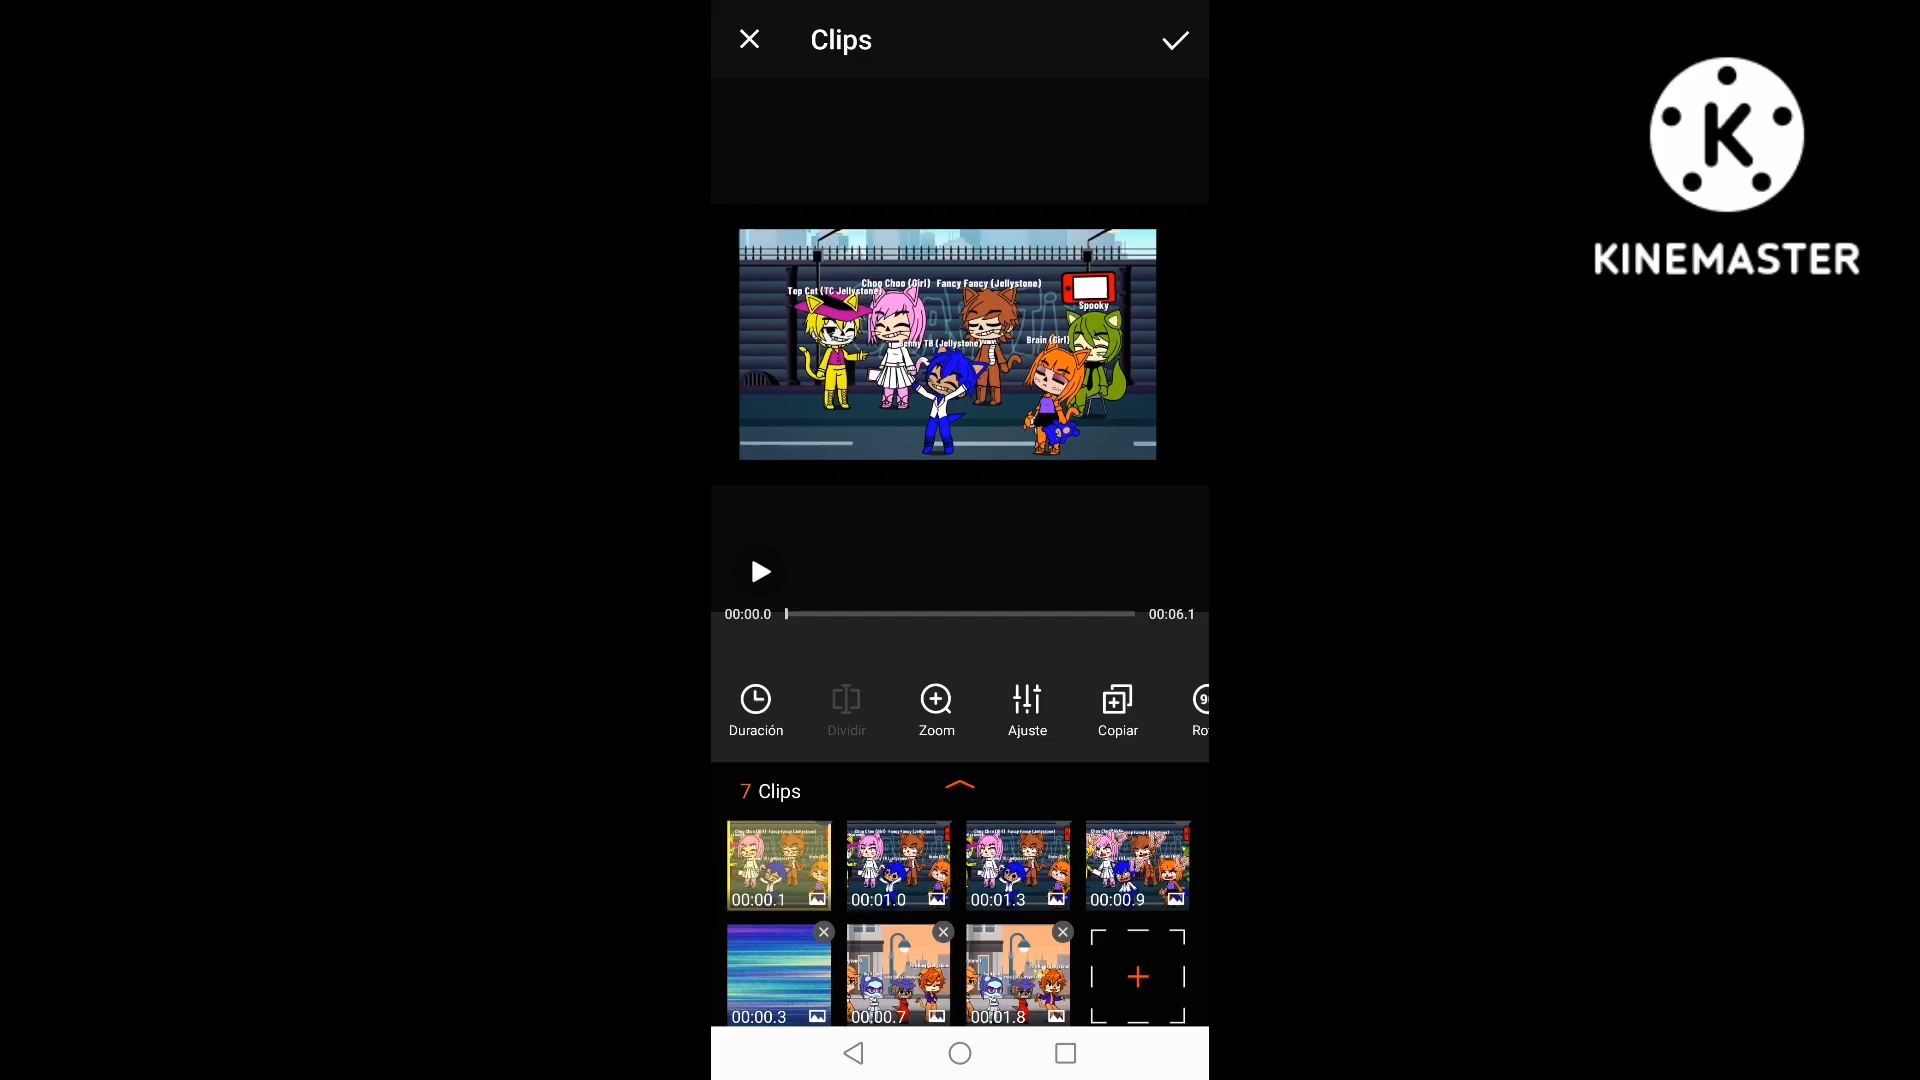 Clips
K
KINEMASTER
Choo Choo (Girl) Fancy Fancy (Jellystone)
Top Cat (TC Jellystone)
Spooky
Brain (Girl)
TB (Jellystone)
00:00.0
00:06.1
Duración
Dividir
Zoom
Ajuste
Copiar
7 Clips
00:00.1
00:01.0
00:01.3
00:00.9
00:00.3
00:00.7
00:01.8